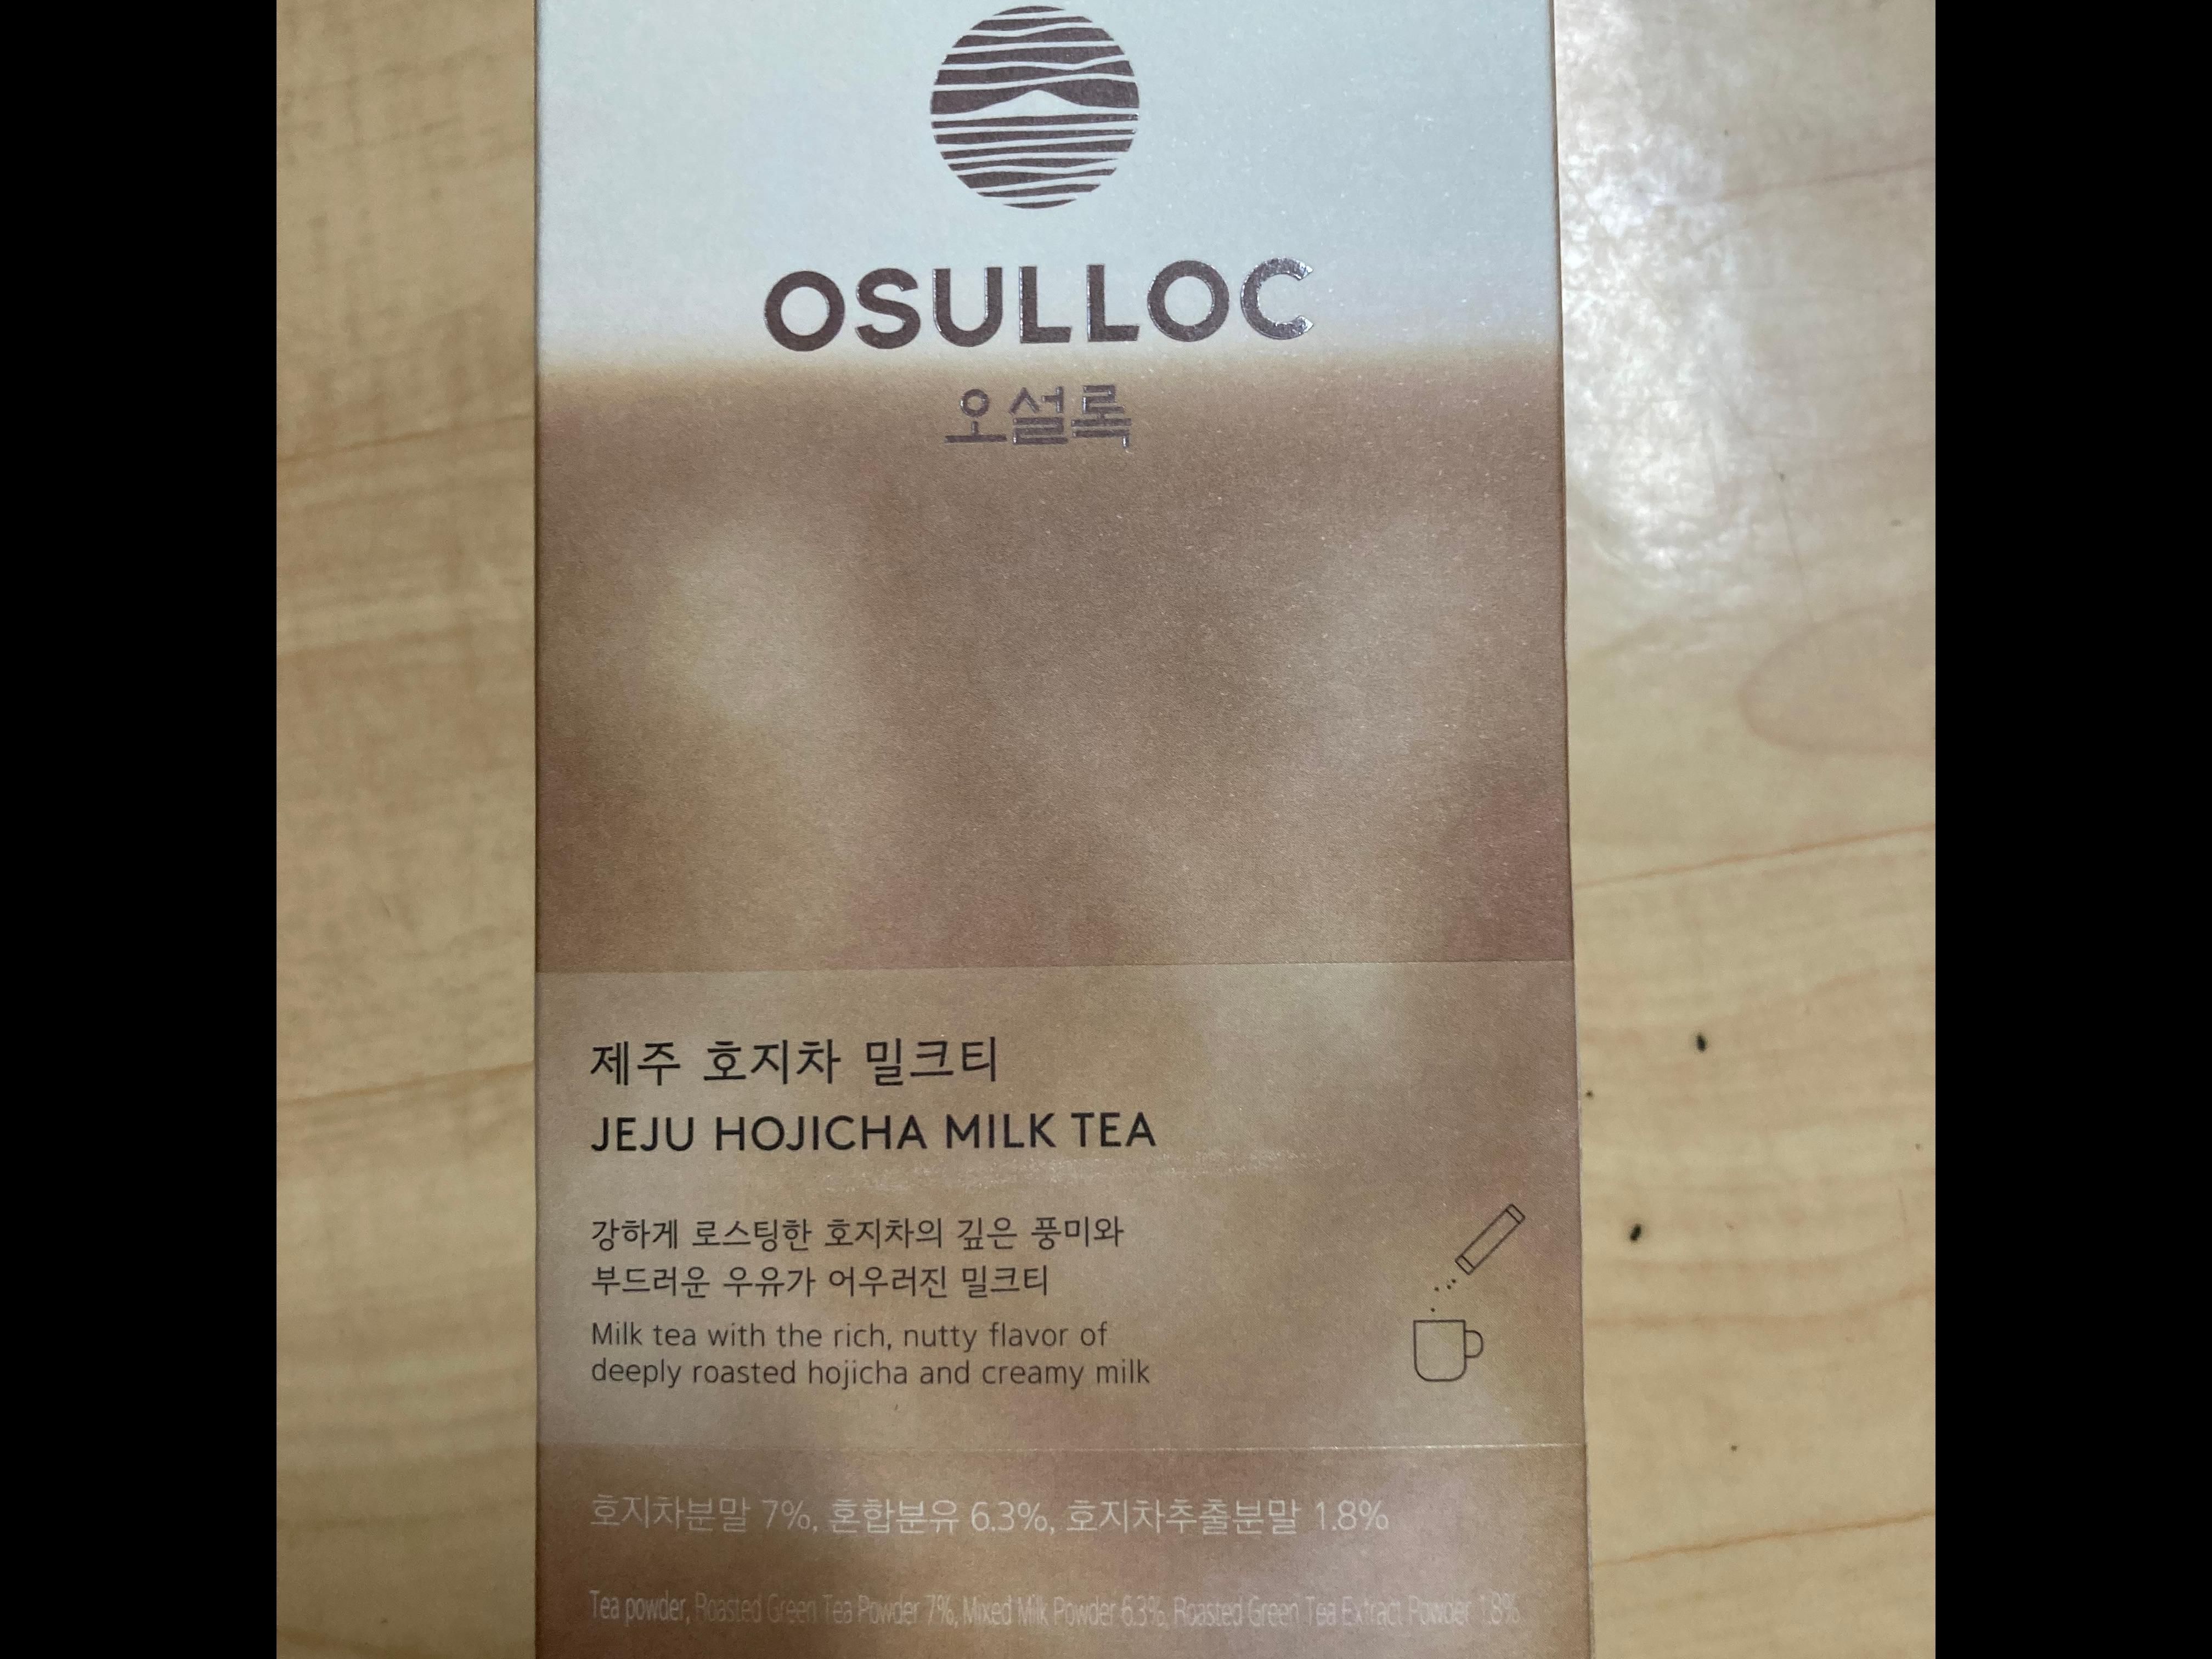 OSULLOC
오설록
제주 호지차 밀크티
JEJU HOJICHA MILK TEA
강하게 로스팅한 호지차의 깊은 풍미와
부드러운 우유가 어우러진 밀크티
Milk tea with the rich, nutty flavor of
deeply roasted hojicha and creamy milk
호지차분말 7%, 혼합분유 6.3%, 호지차추출분말 1.8%
Tea powder, Roasted Green Tea Powder 7%, Mixed Milk Powder 6.3%, Roasted Green Tea Extract Powder 1.8%